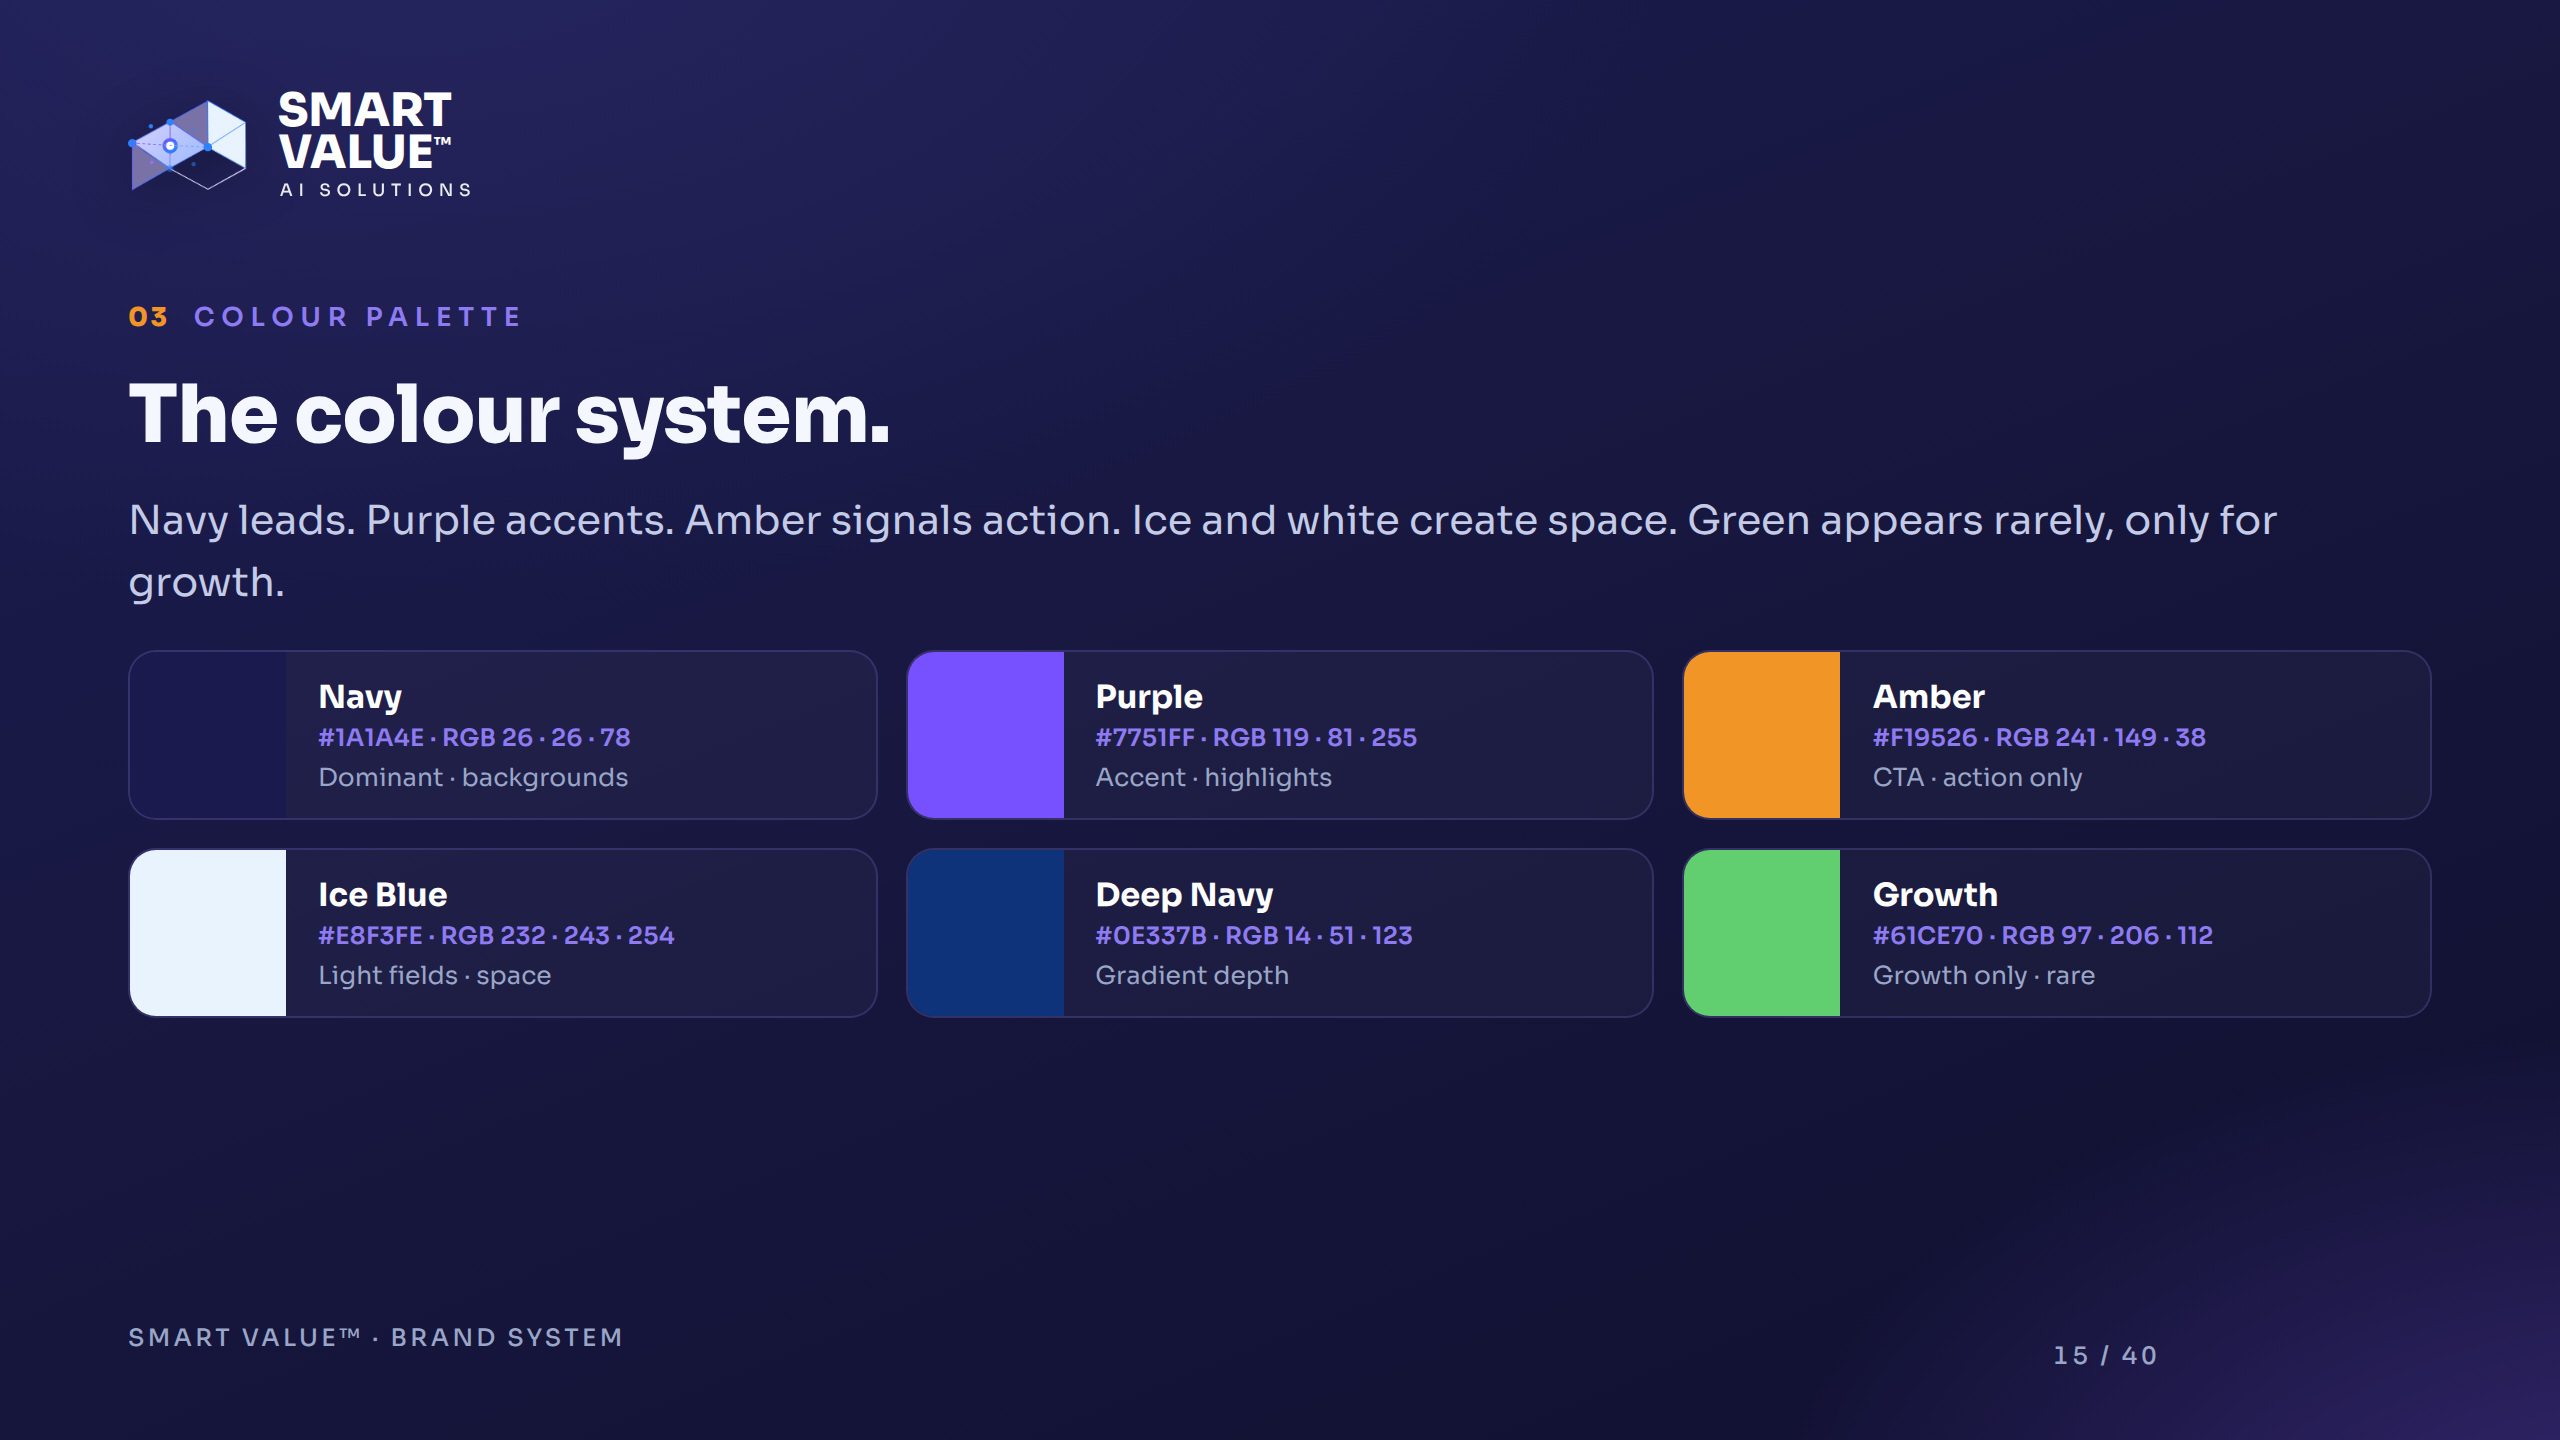 SMART
VALUE™
AI SOLUTIONS
03 COLOUR PALETTE
The colour system.
Navy leads. Purple accents. Amber signals action. Ice and white create space. Green appears rarely, only for
growth.
Navy
#1A1A4E · RGB 26 · 26 · 78
Dominant · backgrounds
Purple
#7751FF · RGB 119 · 81 · 255
Accent · highlights
Amber
#F19526 · RGB 241 · 149 · 38
CTA · action only
Ice Blue
#E8F3FE · RGB 232 · 243 · 254
Light fields · space
Deep Navy
#0E337B · RGB 14 · 51 · 123
Gradient depth
Growth
#61CE70 · RGB 97 · 206 · 112
Growth only · rare
SMART VALUE™ · BRAND SYSTEM
15 / 40